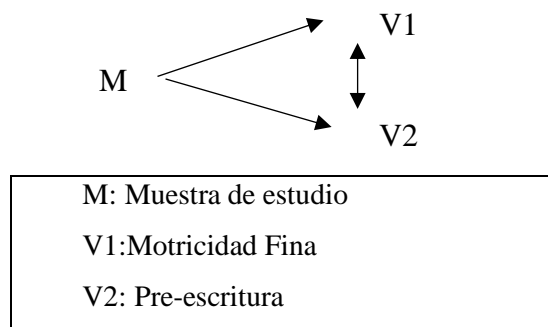 V1
M
V2
M: Muestra de estudio
V1:Motricidad Fina
V2: Pre-escritura